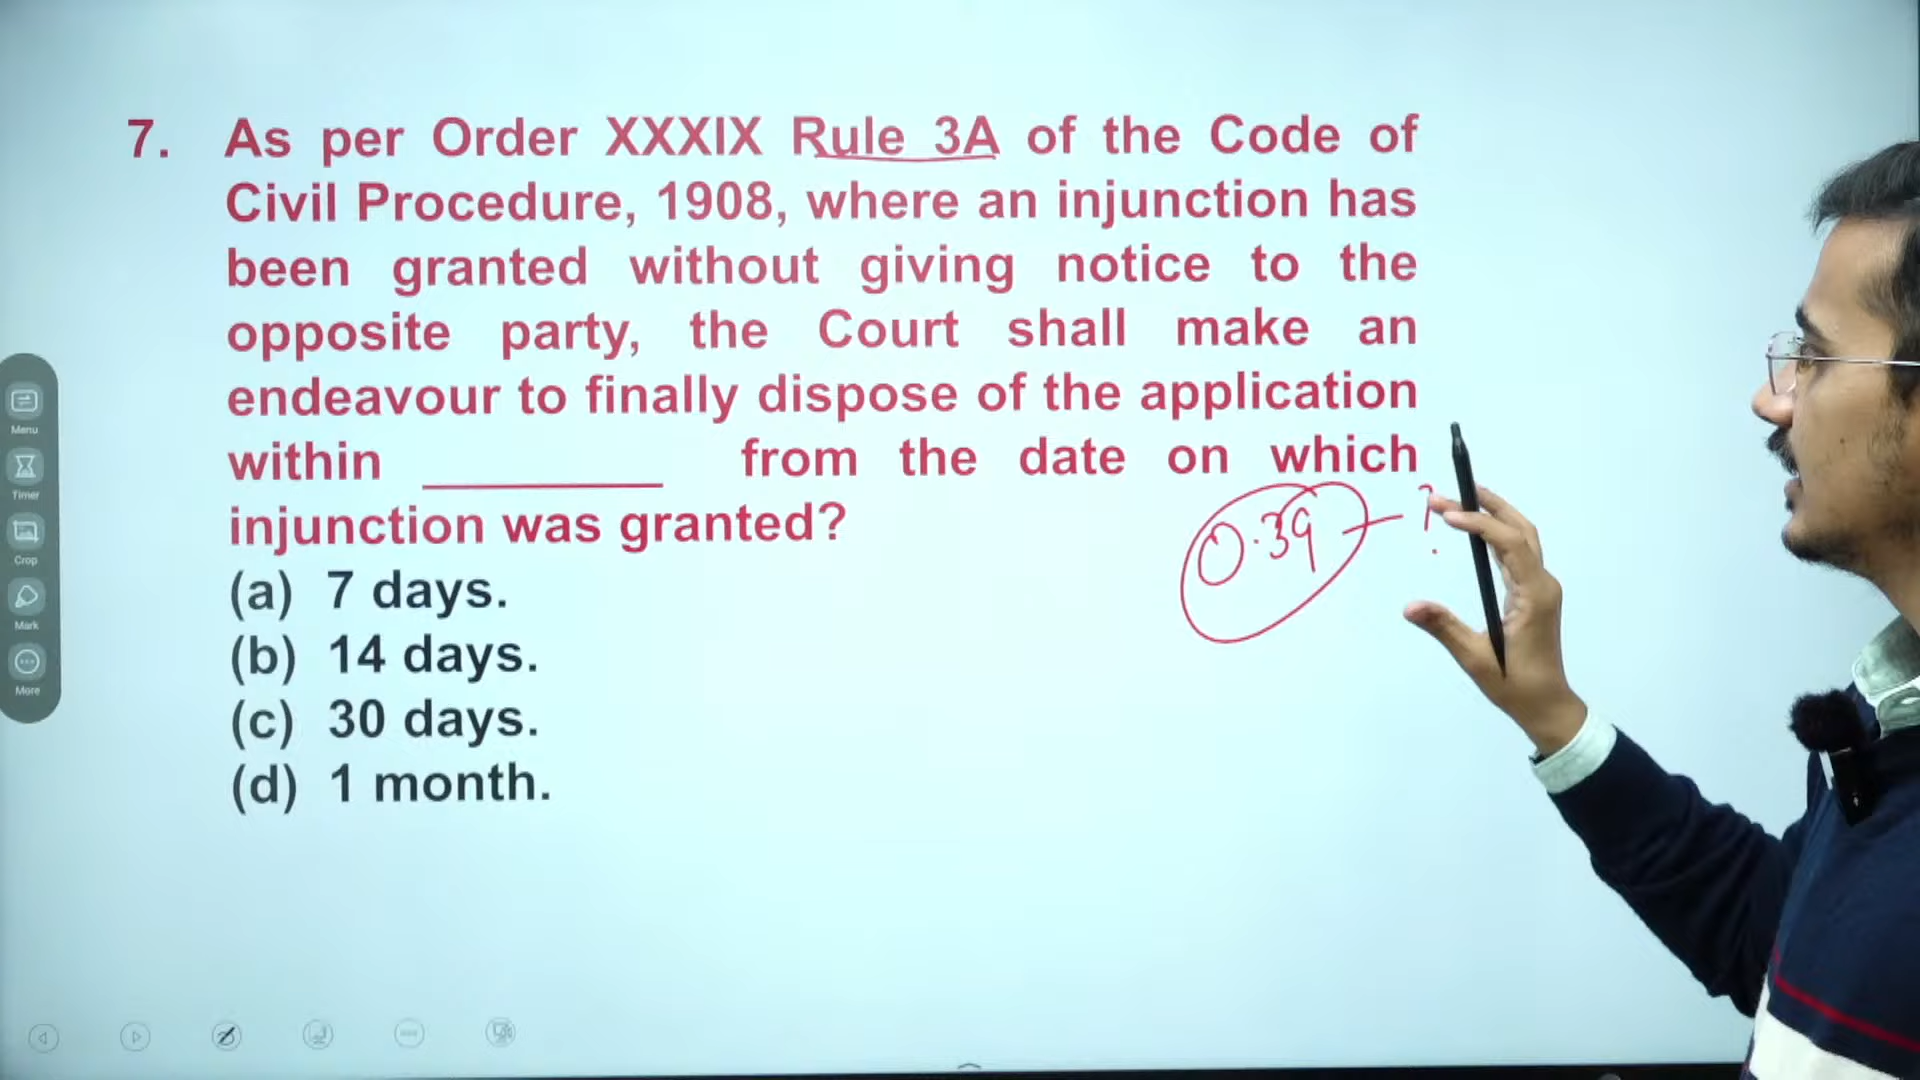 7. As per Order XXXIX Rule 3A of the Code of
Civil Procedure, 1908, where an injunction has
been granted without giving notice to the
opposite party, the Court shall make an
endeavour to finally dispose of the application
within __________ from the date on which
injunction was granted?
O.39 - ?
(a) 7 days.
(b) 14 days.
(c) 30 days.
(d) 1 month.
Menu
Timer
Crop
Mark
More